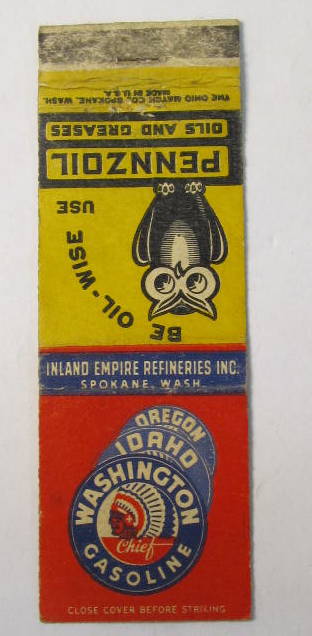 THE OHIO MATCH CO., SPOKANE, WASH.
MADE IN U.S.A.
BE OIL-WISE
USE
PENNZOIL
OILS AND GREASES
INLAND EMPIRE REFINERIES INC.
SPOKANE, WASH.
OREGON
IDAHO
WASHINGTON
Chief
GASOLINE
CLOSE COVER BEFORE STRIKING